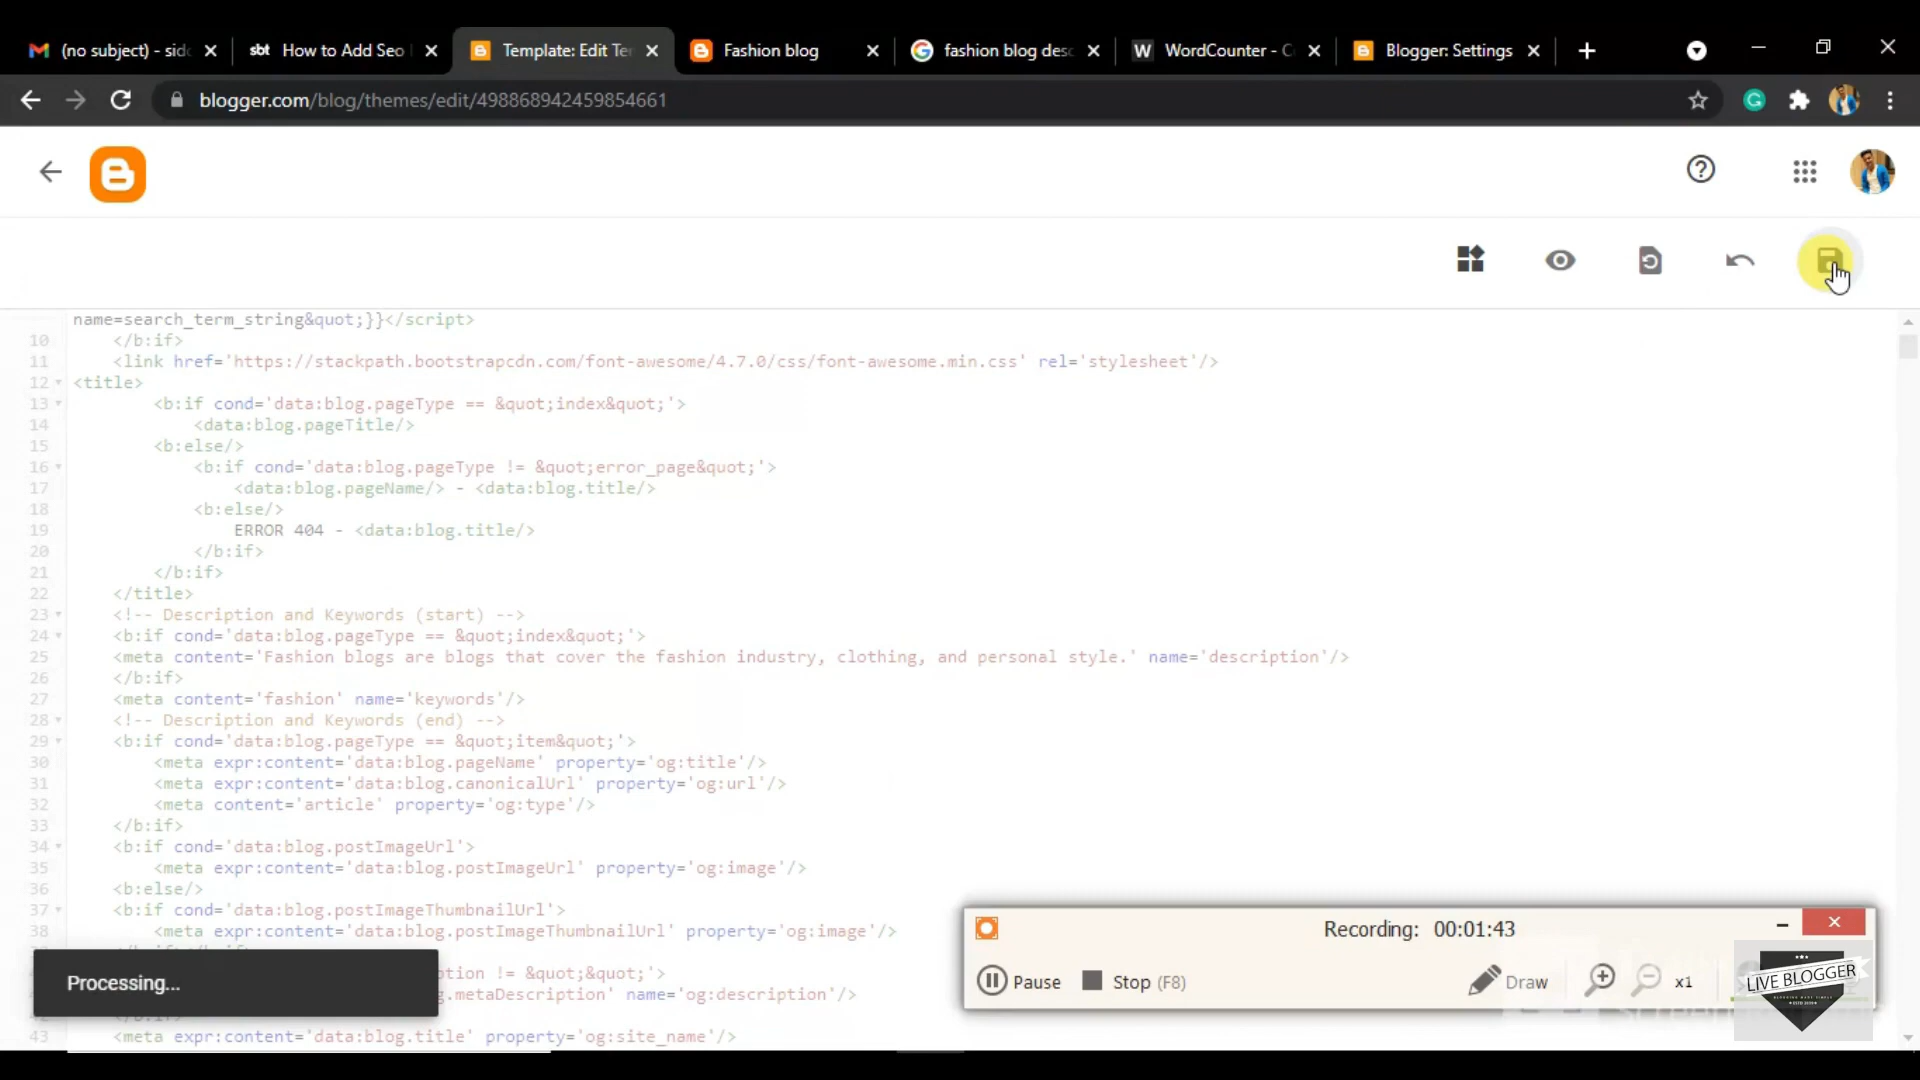 (no subject) - sid
sbt How to Add Seo
Template: Edit Te
Fashion blog
fashion blog desc
WordCounter - C
Blogger: Settings
blogger.com/blog/themes/edit/498868942459854661
name=search_term_string&quot;}}</script>
10 </b:if>
11 <link href='https://stackpath.bootstrapcdn.com/font-awesome/4.7.0/css/font-awesome.min.css' rel='stylesheet'/>
12 <title>
13 <b:if cond='data:blog.pageType == &quot;index&quot;'>
14 <data:blog.pageTitle/>
15 <b:else/>
16 <b:if cond='data:blog.pageType != &quot;error_page&quot;'>
17 <data:blog.pageName/> - <data:blog.title/>
18 <b:else/>
19 ERROR 404 - <data:blog.title/>
20 </b:if>
21 </b:if>
22 </title>
23 <!-- Description and Keywords (start) -->
24 <b:if cond='data:blog.pageType == &quot;index&quot;'>
25 <meta content='Fashion blogs are blogs that cover the fashion industry, clothing, and personal style.' name='description'/>
26 </b:if>
27 <meta content='fashion' name='keywords'/>
28 <!-- Description and Keywords (end) -->
29 <b:if cond='data:blog.pageType == &quot;item&quot;'>
30 <meta expr:content='data:blog.pageName' property='og:title'/>
31 <meta expr:content='data:blog.canonicalUrl' property='og:url'/>
32 <meta content='article' property='og:type'/>
33 </b:if>
34 <b:if cond='data:blog.postImageUrl'>
35 <meta expr:content='data:blog.postImageUrl' property='og:image'/>
36 <b:else/>
37 <b:if cond='data:blog.postImageThumbnailUrl'>
38 <meta expr:content='data:blog.postImageThumbnailUrl' property='og:image'/>
tion != &quot;&quot;'>
g.metaDescription' name='og:description'/>
43 <meta expr:content='data:blog.title' property='og:site_name'/>
Processing...
Recording: 00:01:43
Pause Stop (F8) Draw x1
LIVE BLOGGER